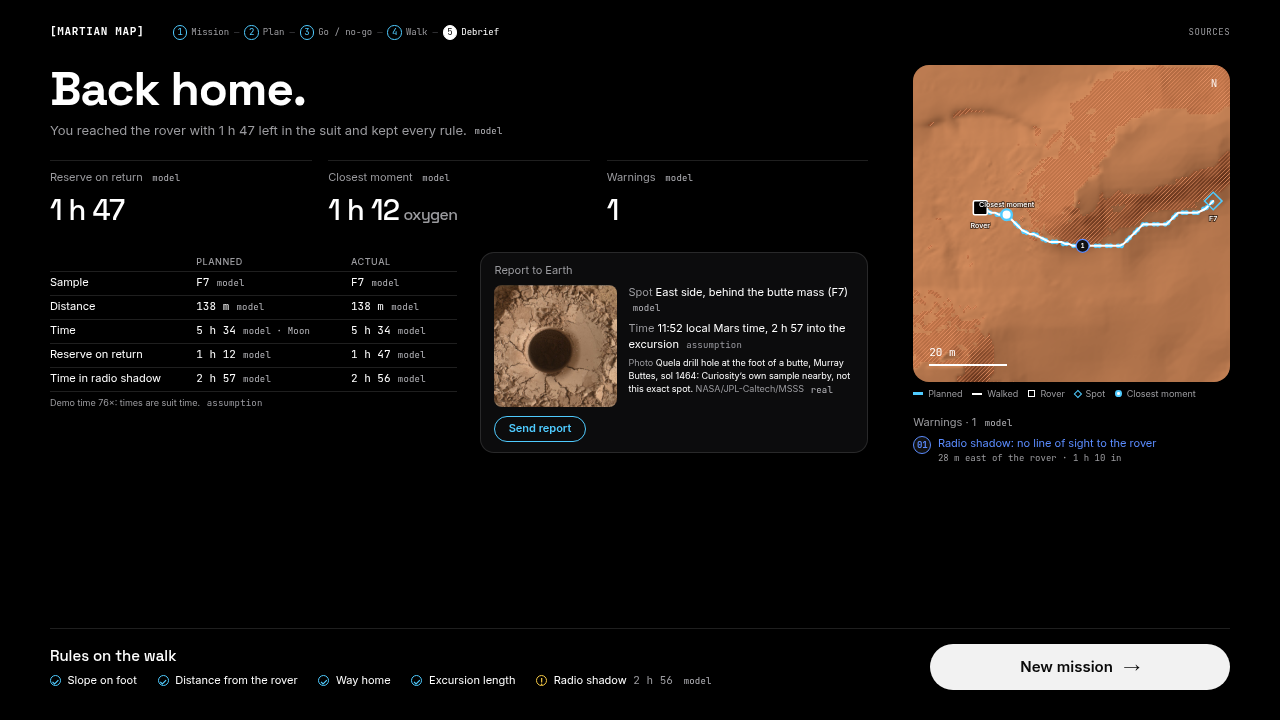 [MARTIAN MAP] 1 Mission — 2 Plan — 3 Go / no-go — 4 Walk — 5 Debrief SOURCES
Back home.
You reached the rover with 1 h 47 left in the suit and kept every rule. model
Reserve on return model
1 h 47
Closest moment model
1 h 12 oxygen
Warnings model
1
PLANNED ACTUAL
Sample F7 model F7 model
Distance 138 m model 138 m model
Time 5 h 34 model · Moon 5 h 34 model
Reserve on return 1 h 12 model 1 h 47 model
Time in radio shadow 2 h 57 model 2 h 56 model
Demo time 76×: times are suit time. assumption
Report to Earth
Spot East side, behind the butte mass (F7)
model
Time 11:52 local Mars time, 2 h 57 into the
excursion assumption
Photo Quela drill hole at the foot of a butte, Murray
Buttes, sol 1464: Curiosity's own sample nearby, not
this exact spot. NASA/JPL-Caltech/MSSS real
Send report
N
Closest moment
Rover
1
F7
20 m
Planned Walked Rover Spot Closest moment
Warnings · 1 model
01 Radio shadow: no line of sight to the rover
28 m east of the rover · 1 h 10 in
Rules on the walk
Slope on foot Distance from the rover Way home Excursion length Radio shadow 2 h 56 model
New mission →